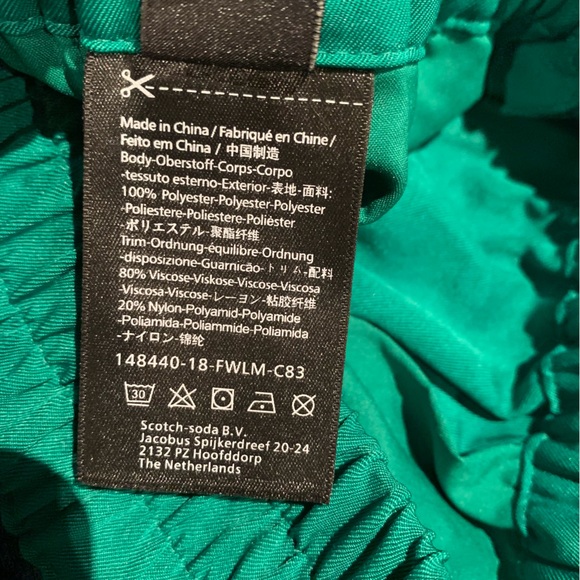 Made in China / Fabriqué en Chine /
Feito em China / 中国制造
Body-Oberstoff-Corps-Corpo
-tessuto esterno-Exterior-表地-面料:
100% Polyester-Polyester-Polyester
-Poliestere-Poliestere-Poliéster
-ポリエステル-聚酯纤维
Trim-Ordnung-équilibre-Ordnung
-disposizione-Guarnicão-トリム-配料
80% Viscose-Viskose-Viscose-Viscosa
-Viscosa-Viscose-レーヨン-粘胶纤维
20% Nylon-Polyamid-Polyamide
-Poliamida-Poliammide-Poliamida
-ナイロン-锦纶
148440-18-FWLM-C83
30
Scotch-soda B.V.
Jacobus Spijkerdreef 20-24
2132 PZ Hoofddorp
The Netherlands